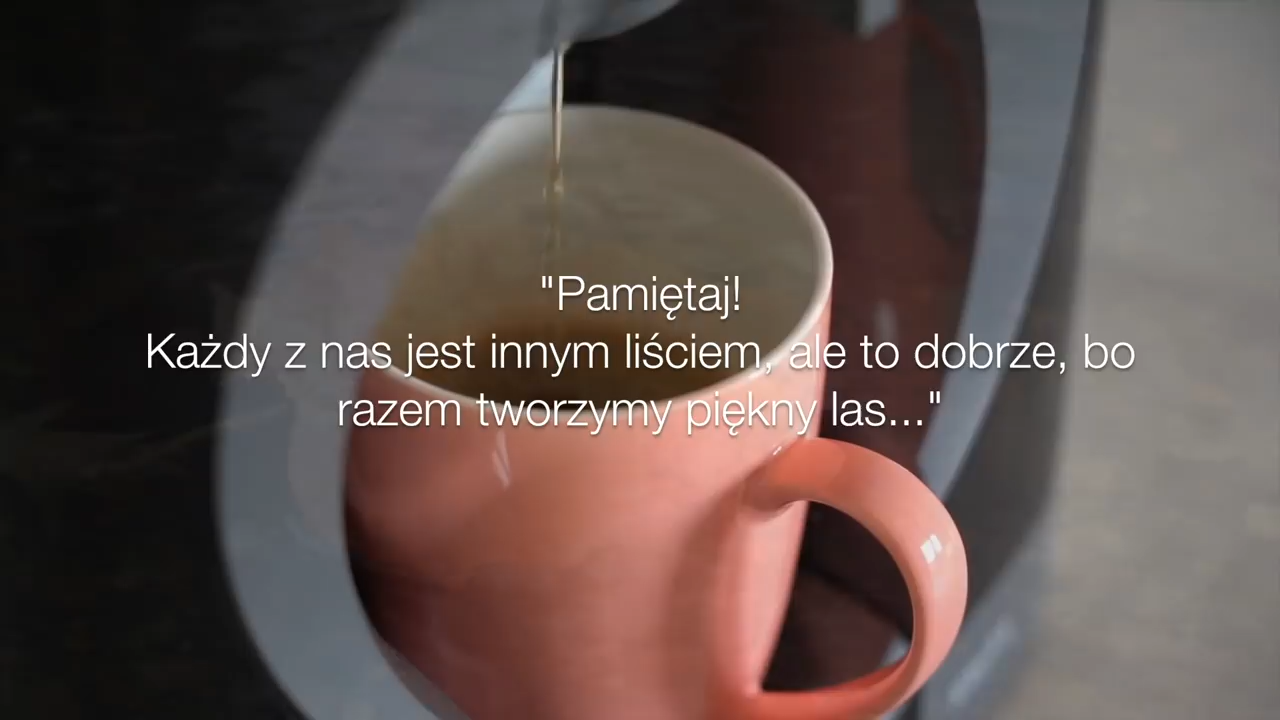 "Pamiętaj!
Każdy z nas jest innym liściem, ale to dobrze, bo
razem tworzymy piękny las..."